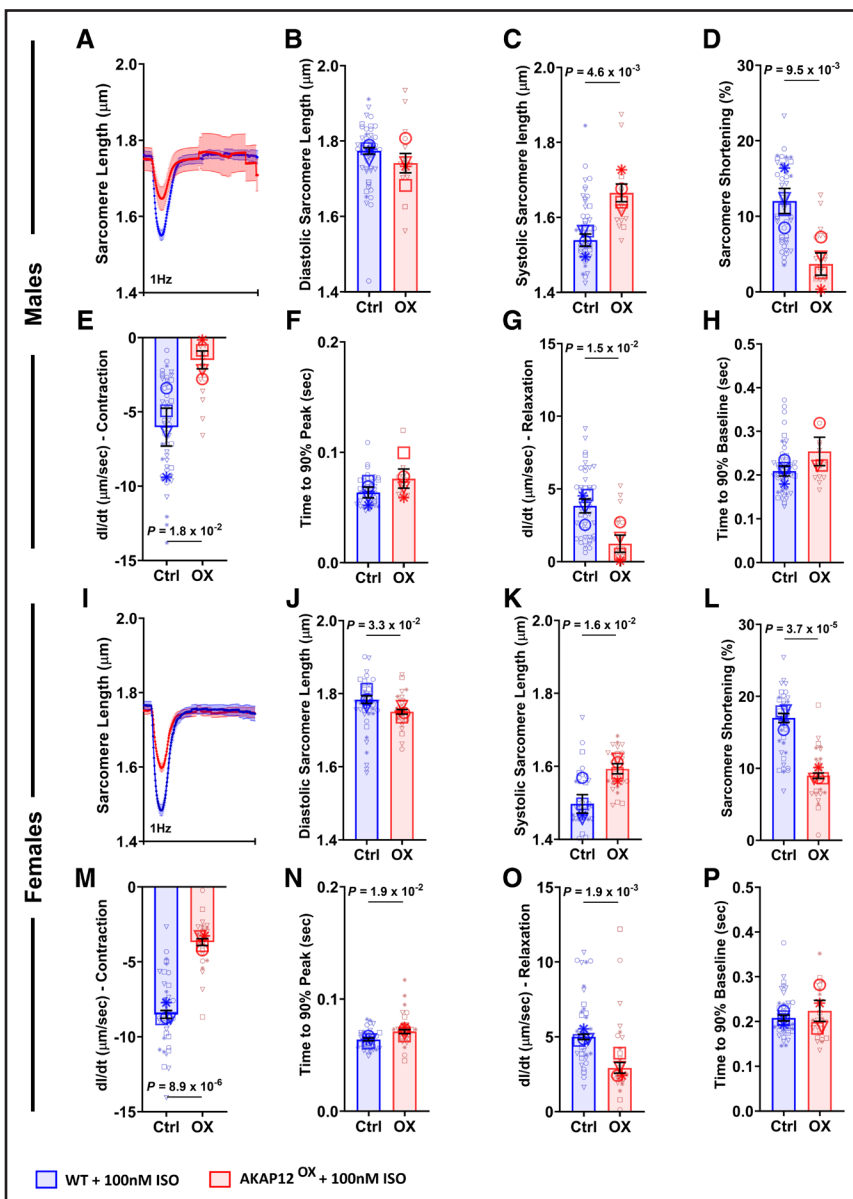 Males
A
Sarcomere Length (µm)
2.0
1.8
1.6
1.4
1Hz
B
Diastolic Sarcomere Length (µm)
2.0
1.8
1.6
1.4
Ctrl OX
C
Systolic Sarcomere length (µm)
P = 4.6 x 10-3
2.0
1.8
1.6
1.4
Ctrl OX
D
Sarcomere Shortening (%)
P = 9.5 x 10-3
30
20
10
0
Ctrl OX
E
dl/dt (µm/sec) - Contraction
0
-5
-10
-15
P = 1.8 x 10-2
Ctrl OX
F
Time to 90% Peak (sec)
0.2
0.1
0.0
Ctrl OX
G
dl/dt (µm/sec) - Relaxation
P = 1.5 x 10-2
15
10
5
0
Ctrl OX
H
Time to 90% Baseline (sec)
0.5
0.4
0.3
0.2
0.1
0.0
Ctrl OX
Females
I
Sarcomere Length (µm)
2.0
1.8
1.6
1.4
1Hz
J
Diastolic Sarcomere Length (µm)
P = 3.3 x 10-2
2.0
1.8
1.6
1.4
Ctrl OX
K
Systolic Sarcomere Length (µm)
P = 1.6 x 10-2
2.0
1.8
1.6
1.4
Ctrl OX
L
Sarcomere Shortening (%)
P = 3.7 x 10-5
30
20
10
0
Ctrl OX
M
dl/dt (µm/sec) - Contraction
0
-5
-10
-15
P = 8.9 x 10-6
Ctrl OX
N
Time to 90% Peak (sec)
P = 1.9 x 10-2
0.2
0.1
0.0
Ctrl OX
O
dl/dt (µm/sec) - Relaxation
P = 1.9 x 10-3
15
10
5
0
Ctrl OX
P
Time to 90% Baseline (sec)
0.5
0.4
0.3
0.2
0.1
0.0
Ctrl OX
WT + 100nM ISO
AKAP12 OX + 100nM ISO